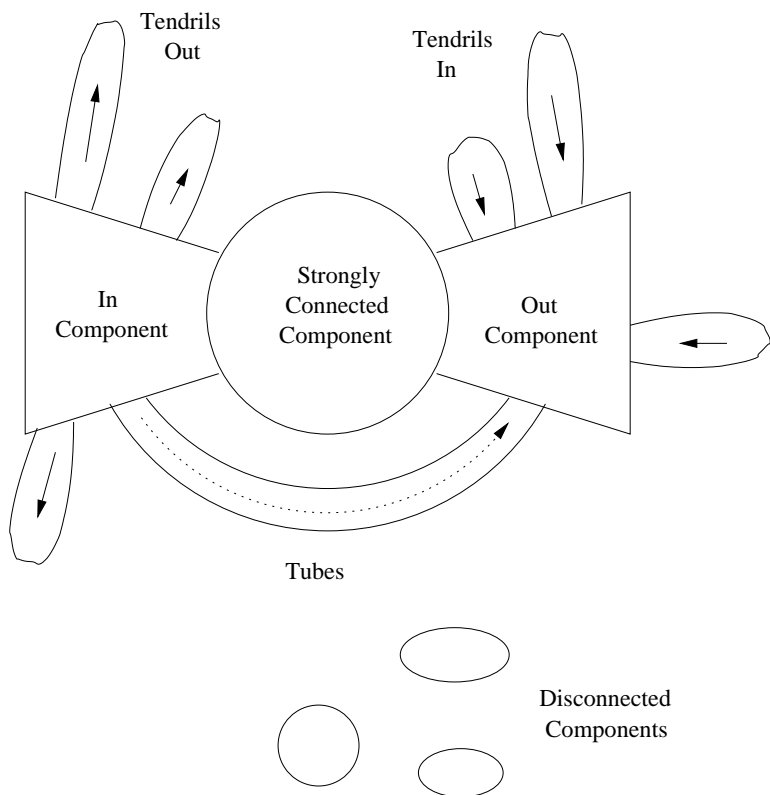 Tendrils
Out
Tendrils
In
In
Component
Strongly
Connected
Component
Out
Component
Tubes
Disconnected
Components